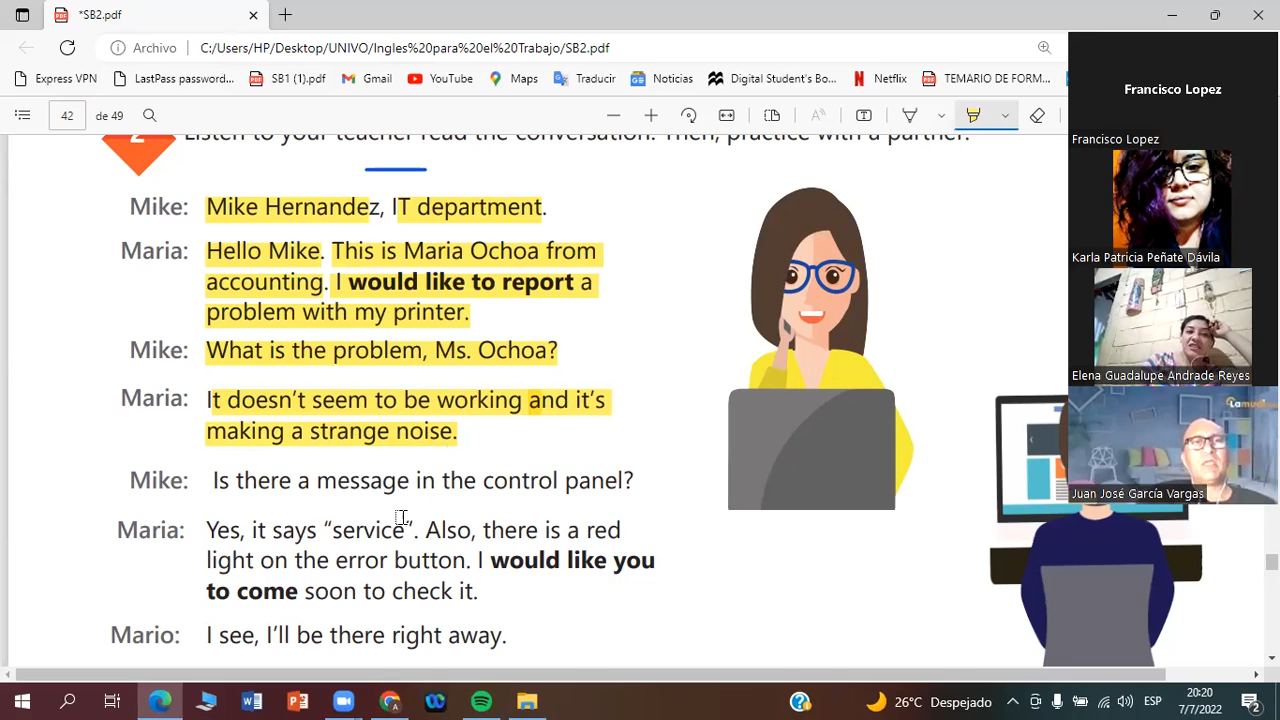 *SB2.pdf
Archivo
C:/Users/HP/Desktop/UNIVO/Ingles%20para%20el%20Trabajo/SB2.pdf
Express VPN
LastPass password...
SB1 (1).pdf
Gmail
YouTube
Maps
Traducir
Noticias
Digital Student's Bo...
Netflix
TEMARIO DE FORM...
42 de 49
2 Listen to your teacher read the conversation. Then, practice with a partner.
Mike: Mike Hernandez, IT department.
Maria: Hello Mike. This is Maria Ochoa from
accounting. I would like to report a
problem with my printer.
Mike: What is the problem, Ms. Ochoa?
Maria: It doesn't seem to be working and it's
making a strange noise.
Mike: Is there a message in the control panel?
Maria: Yes, it says “service”. Also, there is a red
light on the error button. I would like you
to come soon to check it.
Mario: I see, I'll be there right away.
Francisco Lopez
Francisco Lopez
Karla Patricia Peñate Dávila
Elena Guadalupe Andrade Reyes
Juan José García Vargas
26°C Despejado
ESP
20:20
7/7/2022
2